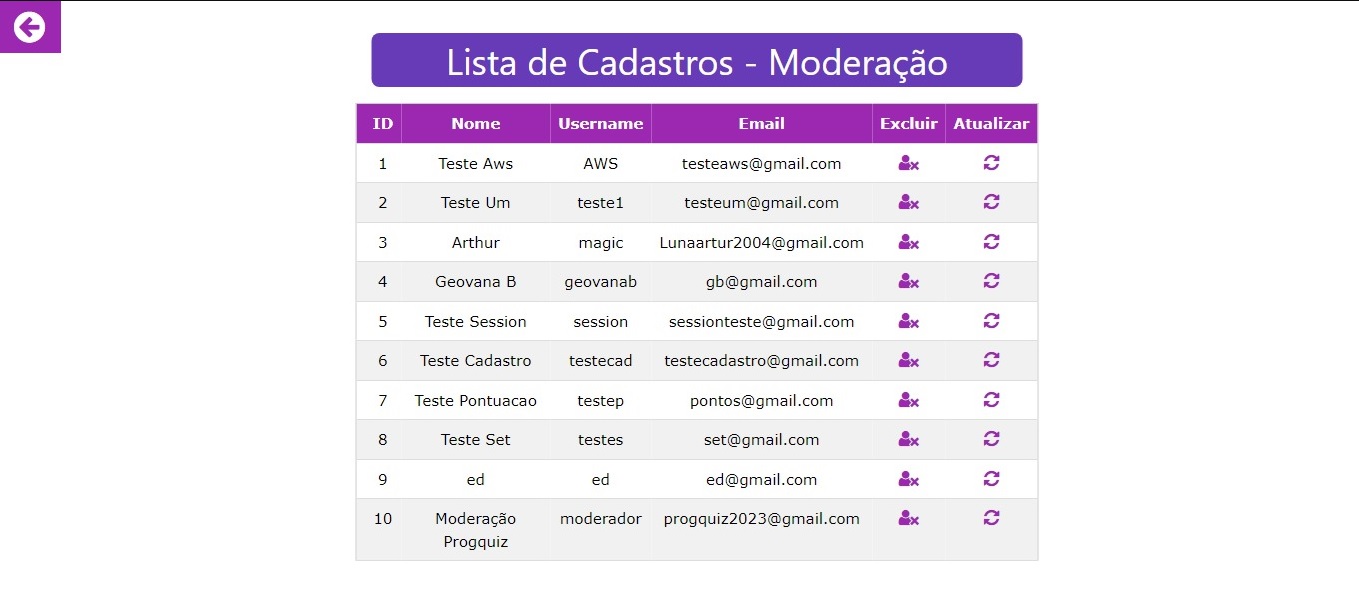 Lista de Cadastros - Moderação
ID Nome Username Email Excluir Atualizar
1 Teste Aws AWS testeaws@gmail.com
2 Teste Um teste1 testeum@gmail.com
3 Arthur magic Lunaartur2004@gmail.com
4 Geovana B geovanab gb@gmail.com
5 Teste Session session sessionteste@gmail.com
6 Teste Cadastro testecad testecadastro@gmail.com
7 Teste Pontuacao testep pontos@gmail.com
8 Teste Set testes set@gmail.com
9 ed ed ed@gmail.com
10 Moderação moderador progquiz2023@gmail.com
Progquiz